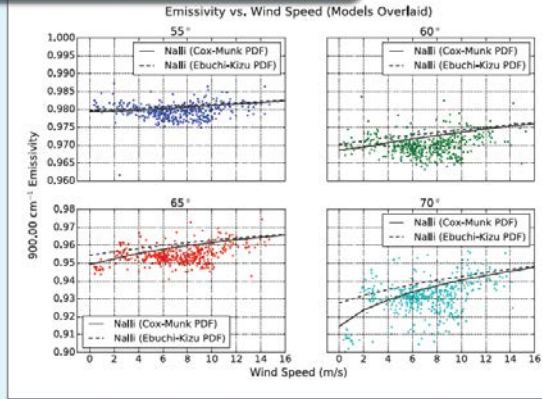 Emissivity vs. Wind Speed (Models Overlaid)
55°
1.000
0.995
0.990
0.985
0.980
0.975
0.970
0.965
0.960
Nalli (Cox-Munk PDF)
Nalli (Ebuchi-Kizu PDF)
60°
Nalli (Cox-Munk PDF)
Nalli (Ebuchi-Kizu PDF)
900.00 cm⁻¹ Emissivity
65°
0.98
0.97
0.96
0.95
0.94
0.93
0.92
0.91
0.90
Nalli (Cox-Munk PDF)
Nalli (Ebuchi-Kizu PDF)
0 2 4 6 8 10 12 14 16
70°
Nalli (Cox-Munk PDF)
Nalli (Ebuchi-Kizu PDF)
0 2 4 6 8 10 12 14 16
Wind Speed (m/s)